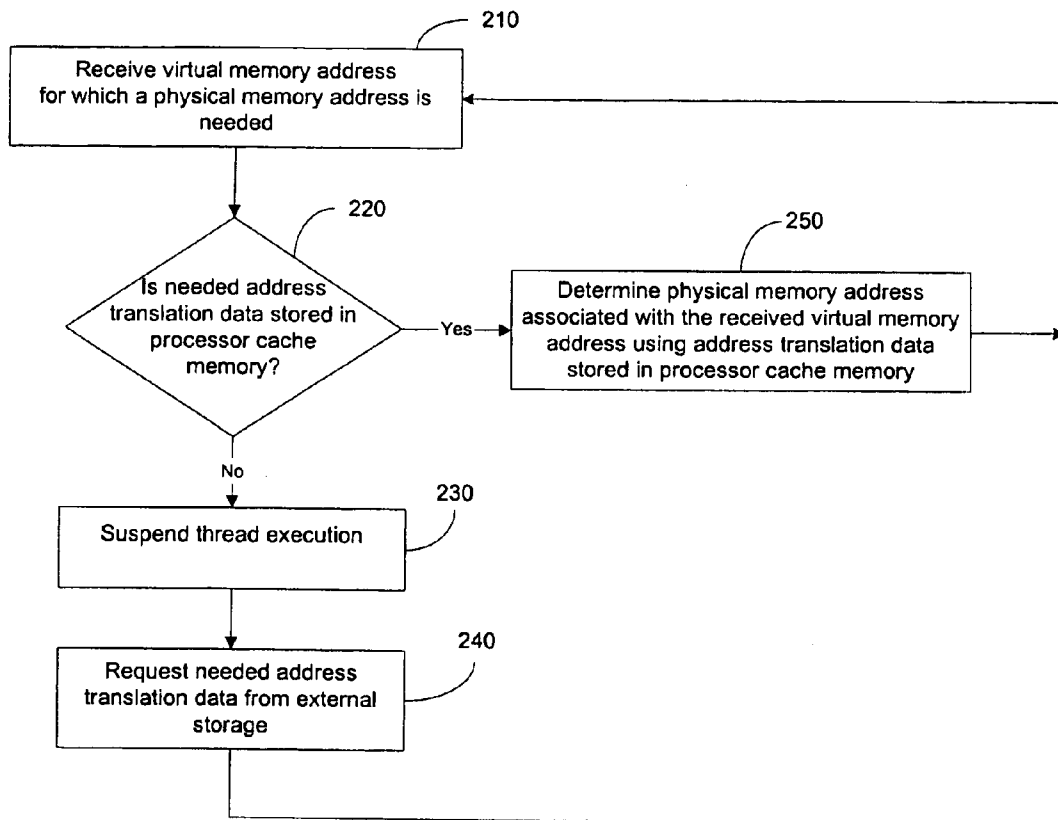 210
Receive virtual memory address
for which a physical memory address is
needed
220
Is needed address
translation data stored in
processor cache
memory?
Yes
250
Determine physical memory address
associated with the received virtual memory
address using address translation data
stored in processor cache memory
No
230
Suspend thread execution
240
Request needed address
translation data from external
storage